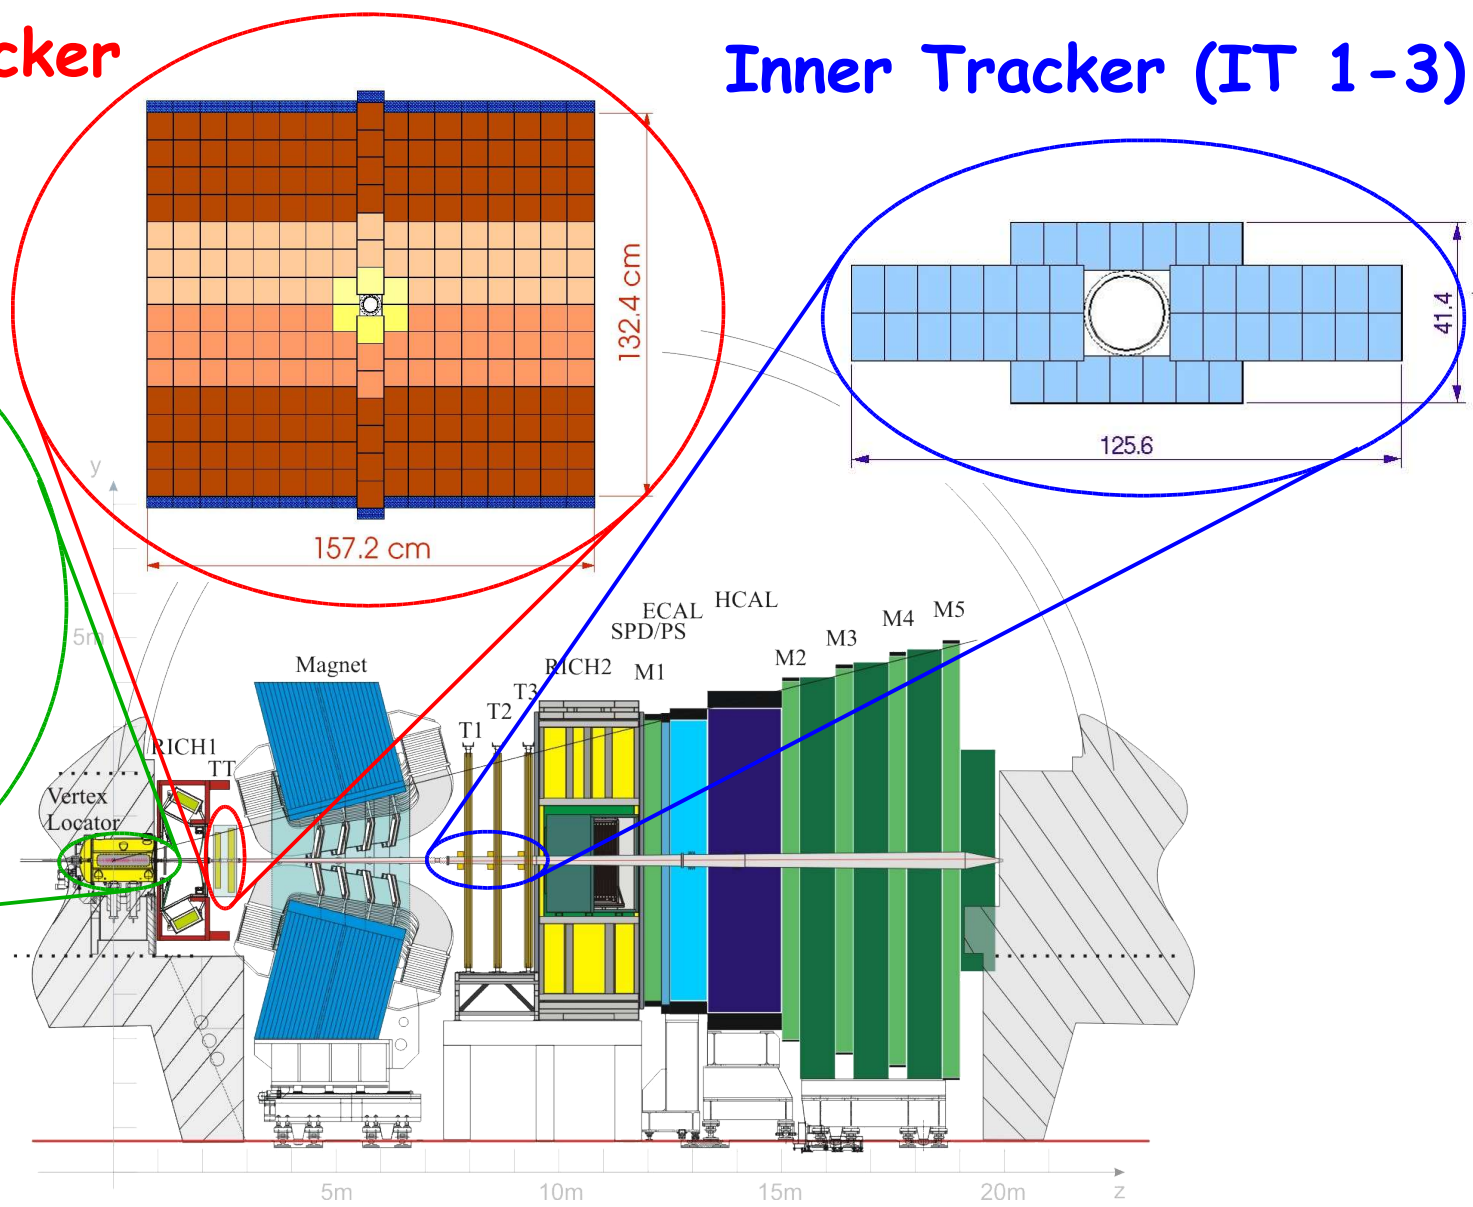 cker
Inner Tracker (IT 1-3)
132.4 cm
157.2 cm
41.4
125.6
y
5m
HCAL
ECAL
SPD/PS
M5
M4
M3
M2
M1
RICH2
Magnet
T3
T2
T1
RICH1
TT
Vertex
Locator
5m
10m
15m
20m
z